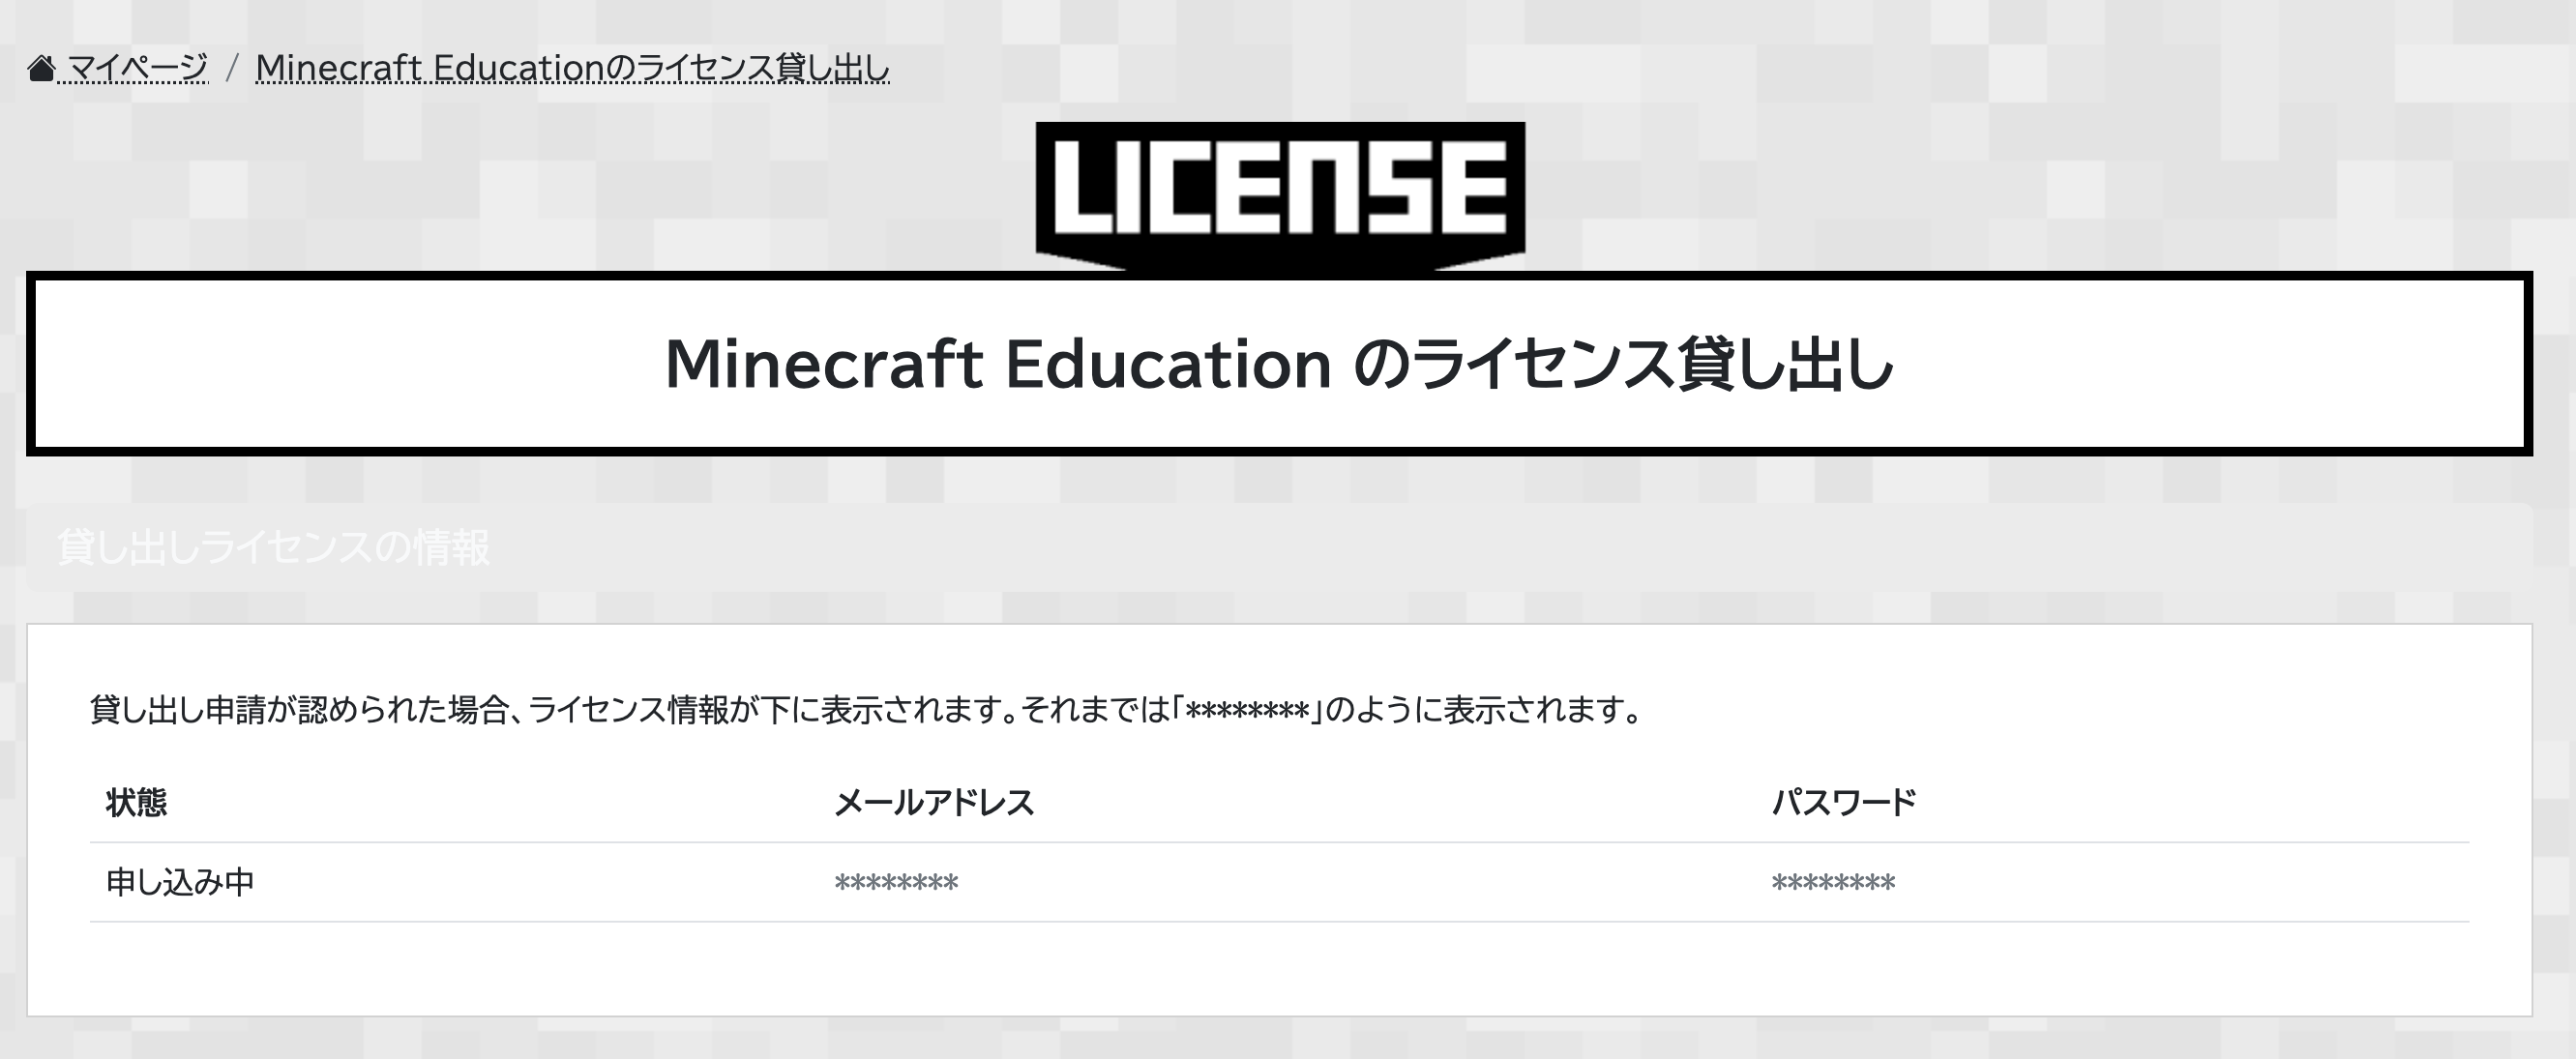 マイページ / Minecraft Educationのライセンス貸し出し
LICENSE
Minecraft Education のライセンス貸し出し
貸し出しライセンスの情報
貸し出し申請が認められた場合、ライセンス情報が下に表示されます。それまでは「********」のように表示されます。
状態 メールアドレス パスワード
申し込み中 ******** ********